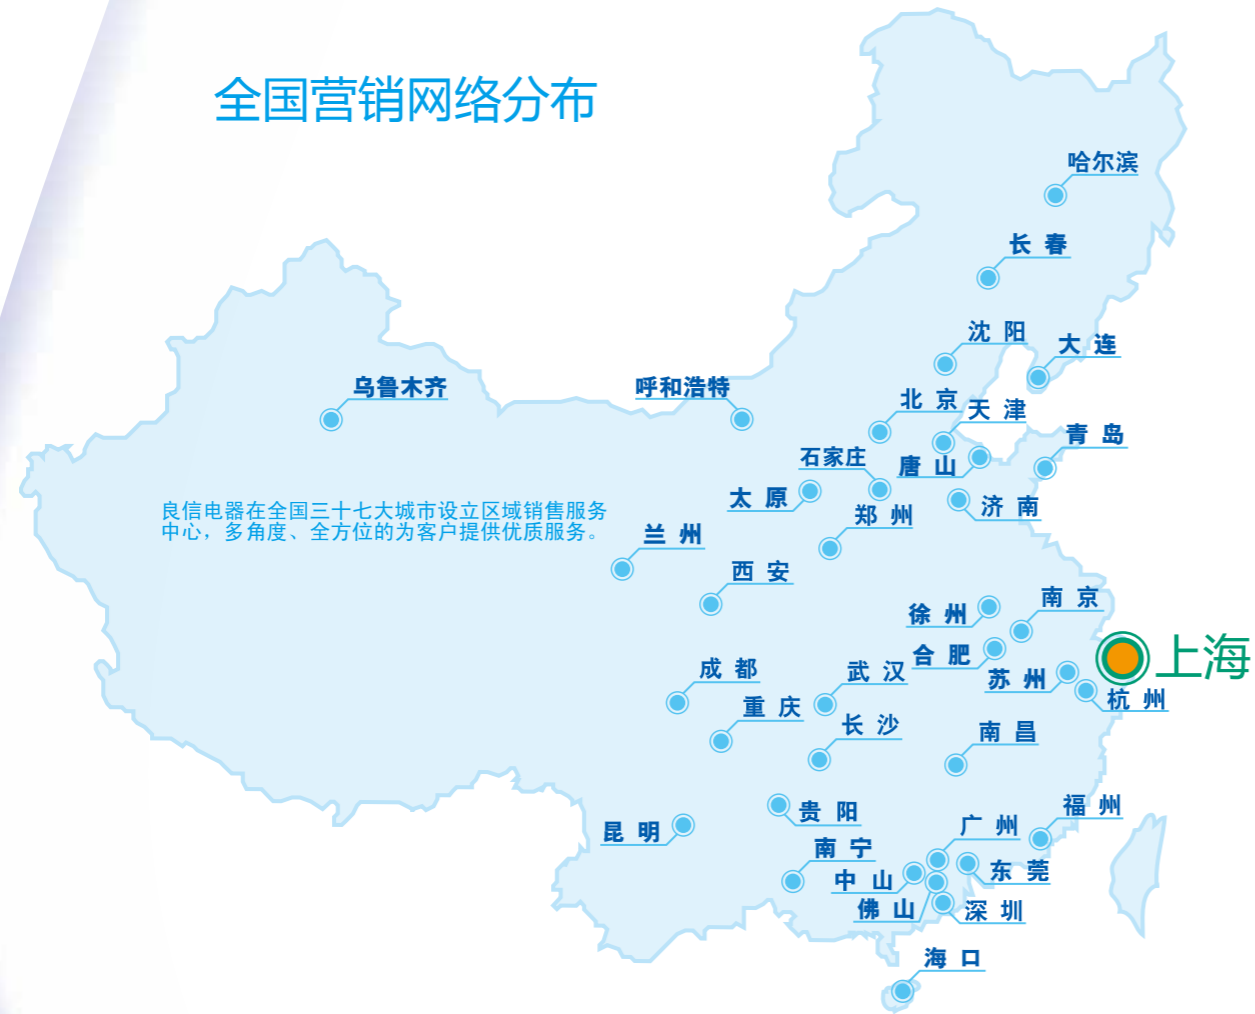 全国营销网络分布
哈尔滨
长春
沈阳
大连
乌鲁木齐
呼和浩特
北京
天津
青岛
石家庄
唐山
太原
济南
良信电器在全国三十七大城市设立区域销售服务
中心，多角度、全方位的为客户提供优质服务。
郑州
兰州
西安
南京
徐州
上海
合肥
成都
武汉
苏州
杭州
重庆
长沙
南昌
贵阳
福州
昆明
广州
南宁
东莞
中山
佛山
深圳
海口